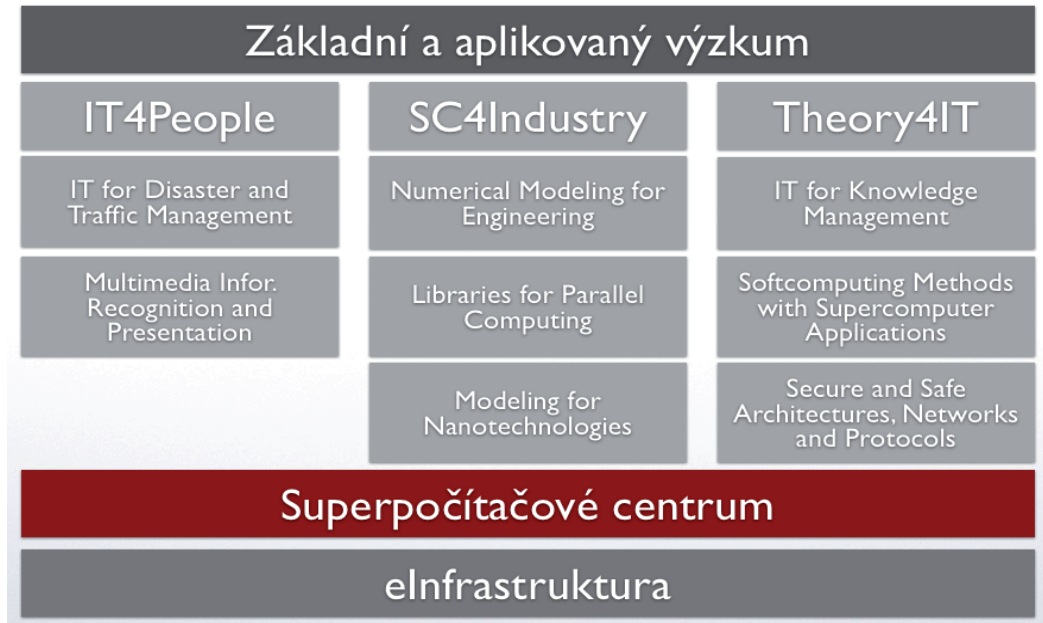 Základní a aplikovaný výzkum
IT4People
IT for Disaster and
Traffic Management
Multimedia Infor.
Recognition and
Presentation
SC4Industry
Numerical Modeling for
Engineering
Libraries for Parallel
Computing
Modeling for
Nanotechnologies
Theory4IT
IT for Knowledge
Management
Softcomputing Methods
with Supercomputer
Applications
Secure and Safe
Architectures, Networks
and Protocols
Superpočítačové centrum
eInfrastruktura